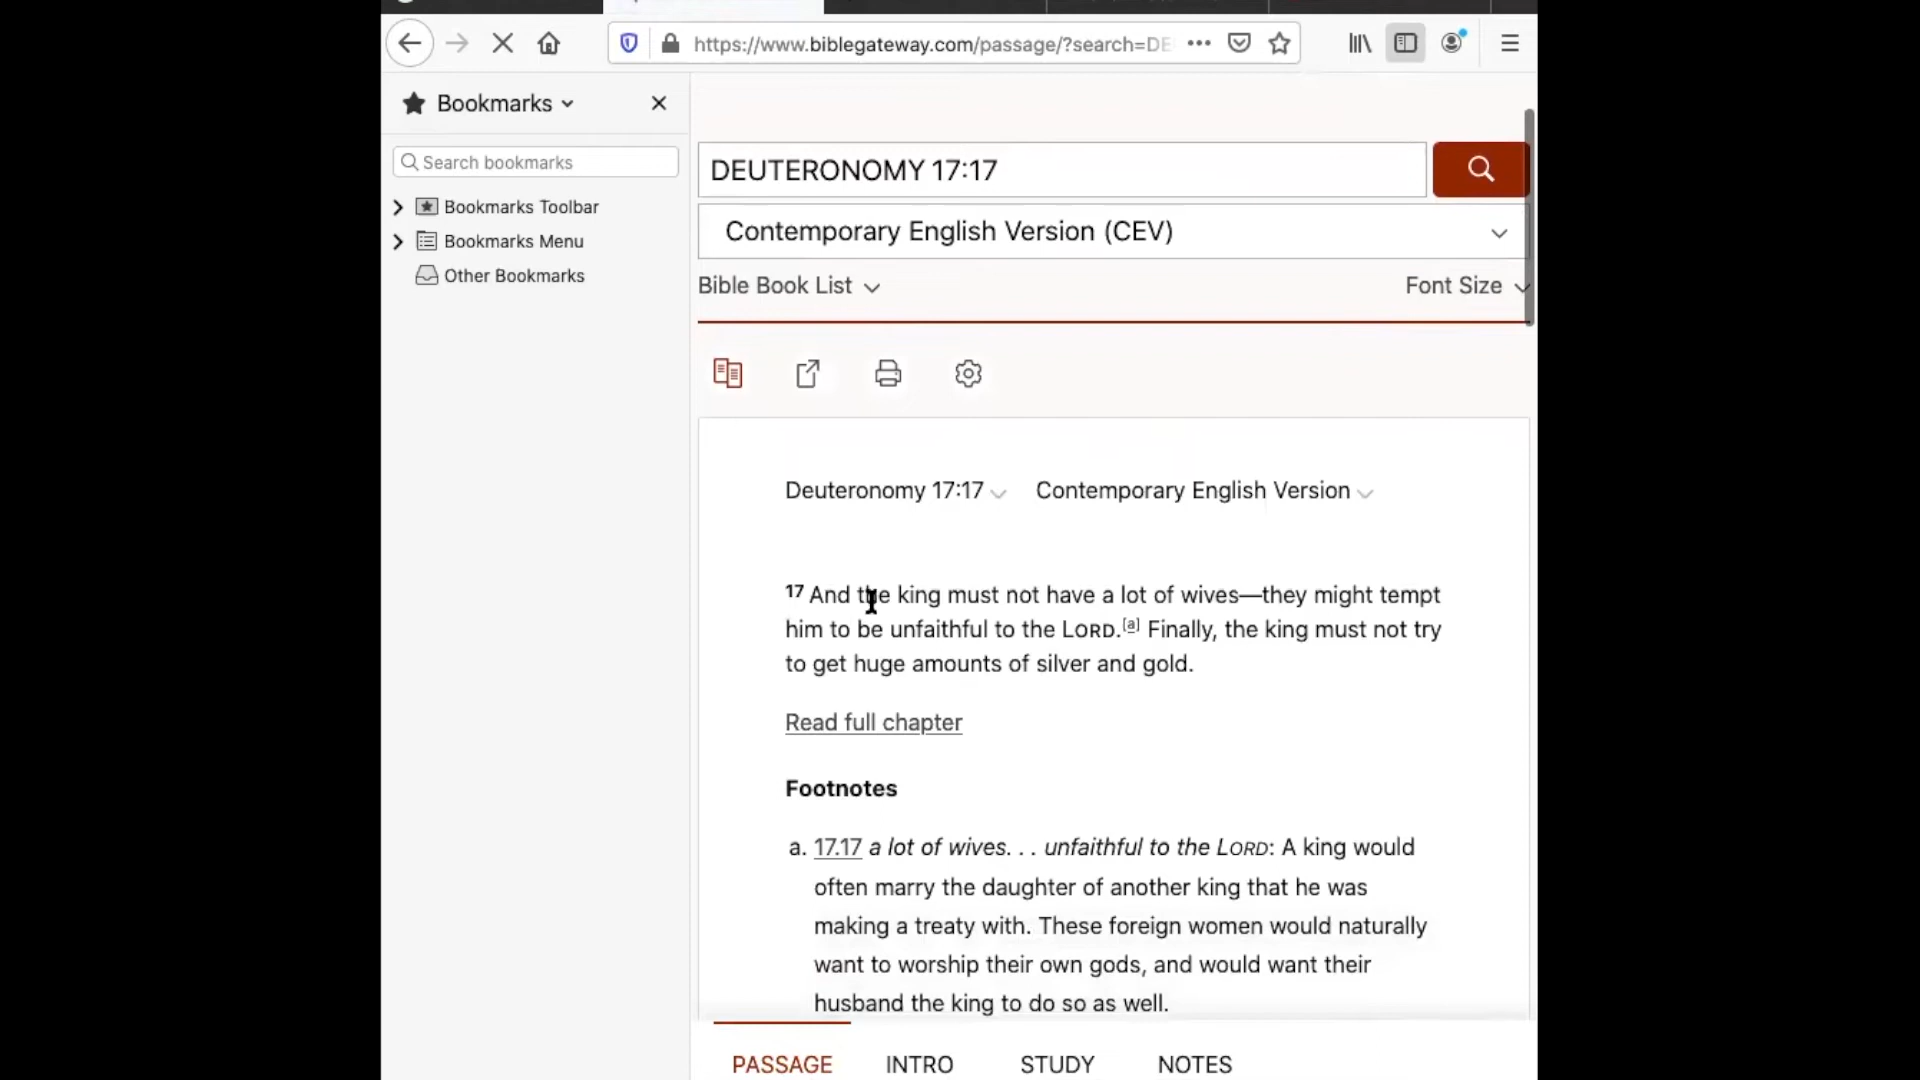 https://www.biblegateway.com/passage/?search=DE
Bookmarks
Search bookmarks
Bookmarks Toolbar
Bookmarks Menu
Other Bookmarks
DEUTERONOMY 17:17
Contemporary English Version (CEV)
Bible Book List
Font Size
Deuteronomy 17:17 Contemporary English Version
17 And the king must not have a lot of wives—they might tempt
him to be unfaithful to the LORD.[a] Finally, the king must not try
to get huge amounts of silver and gold.
Read full chapter
Footnotes
a. 17.17 a lot of wives. . . unfaithful to the LORD: A king would
often marry the daughter of another king that he was
making a treaty with. These foreign women would naturally
want to worship their own gods, and would want their
husband the king to do so as well.
PASSAGE INTRO STUDY NOTES